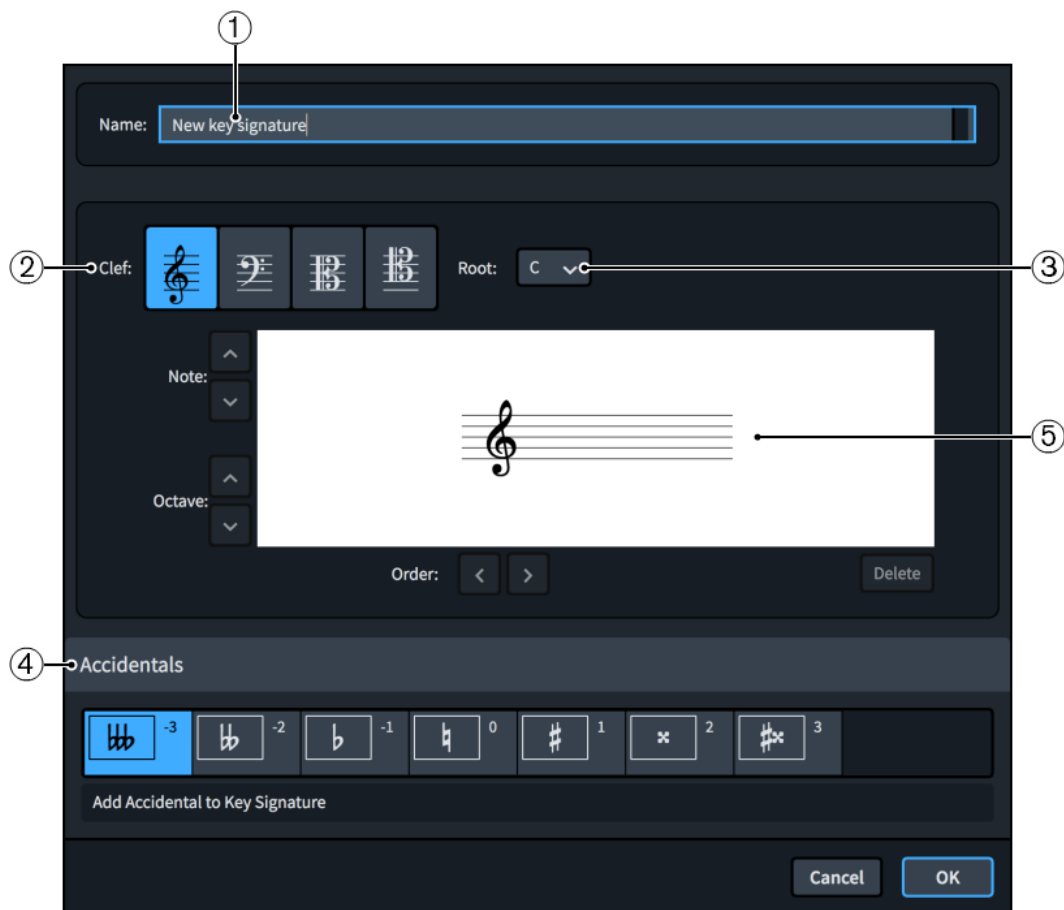 ①
Name: New key signature
② Clef: Root: C ③
Note:
⑤
Octave:
Order: < > Delete
④ Accidentals
-3 -2 -1 0 1 2 3
Add Accidental to Key Signature
Cancel OK